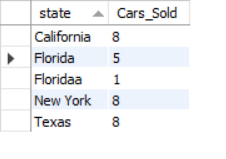 state Cars_Sold
California 8
Florida 5
Floridaa 1
New York 8
Texas 8